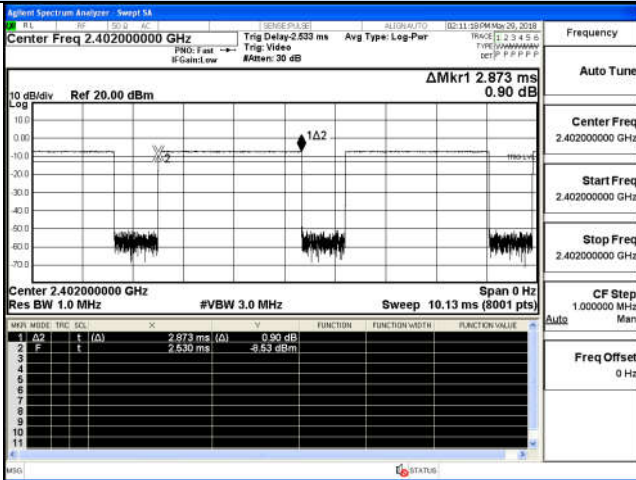 Agilent Spectrum Analyzer - Swept SA
RL RF 50 Ω AC SENSE:PULSE ALIGN AUTO 02:11:18 PM May 29, 2018
Center Freq 2.402000000 GHz
PNO: Fast
IFGain:Low
Trig Delay-2.533 ms
Trig: Video
#Atten: 30 dB
Avg Type: Log-Pwr
TRACE 1 2 3 4 5 6
TYPE
DET P P P P P P
ΔMkr1 2.873 ms
0.90 dB
10 dB/div Ref 20.00 dBm
Log
10.0
0.00
-10.0
-20.0
-30.0
-40.0
-50.0
-60.0
-70.0
1Δ2
2
TRIG LVL
Center 2.402000000 GHz
Span 0 Hz
Res BW 1.0 MHz
#VBW 3.0 MHz
Sweep 10.13 ms (8001 pts)
MKR MODE TRC SCL X Y FUNCTION FUNCTION WIDTH FUNCTION VALUE
1 Δ2 t (Δ) 2.873 ms (Δ) 0.90 dB
2 F t 2.530 ms -8.53 dBm
3
4
5
6
7
8
9
10
11
MSG
STATUS
Frequency
Auto Tune
Center Freq
2.402000000 GHz
Start Freq
2.402000000 GHz
Stop Freq
2.402000000 GHz
CF Step
1.000000 MHz
Auto Man
Freq Offset
0 Hz